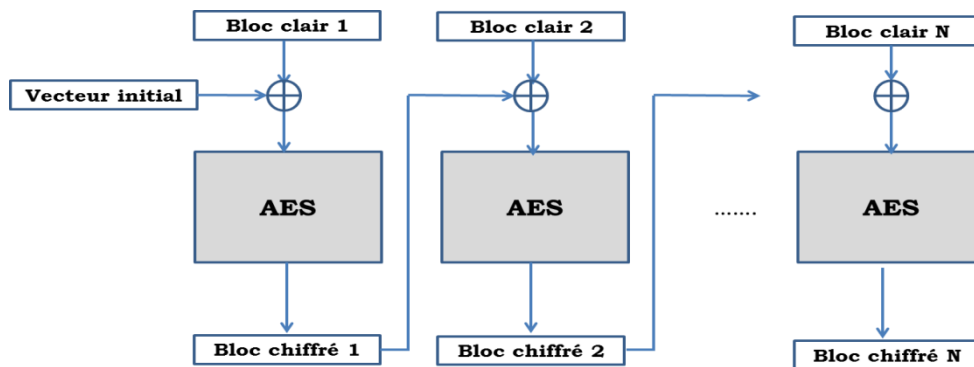 Bloc clair 1
Bloc clair 2
Bloc clair N
Vecteur initial
AES
AES
.......
AES
Bloc chiffré 1
Bloc chiffré 2
Bloc chiffré N